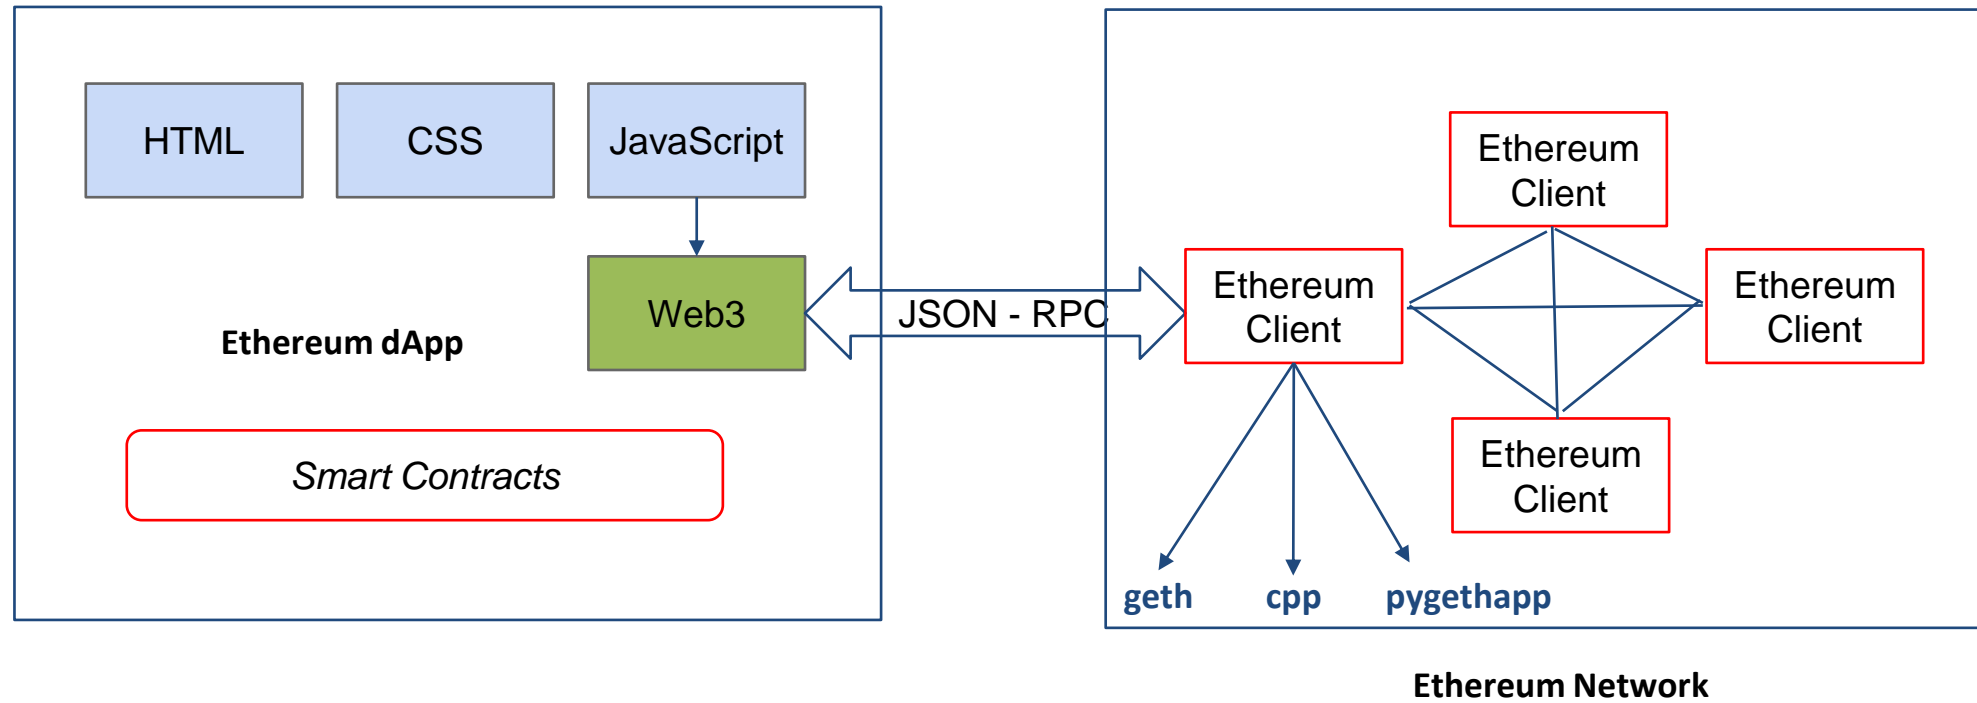 HTML
CSS
JavaScript
Web3
Ethereum dApp
Smart Contracts
JSON - RPC
Ethereum
Client
Ethereum
Client
Ethereum
Client
Ethereum
Client
geth
cpp
pygethapp
Ethereum Network